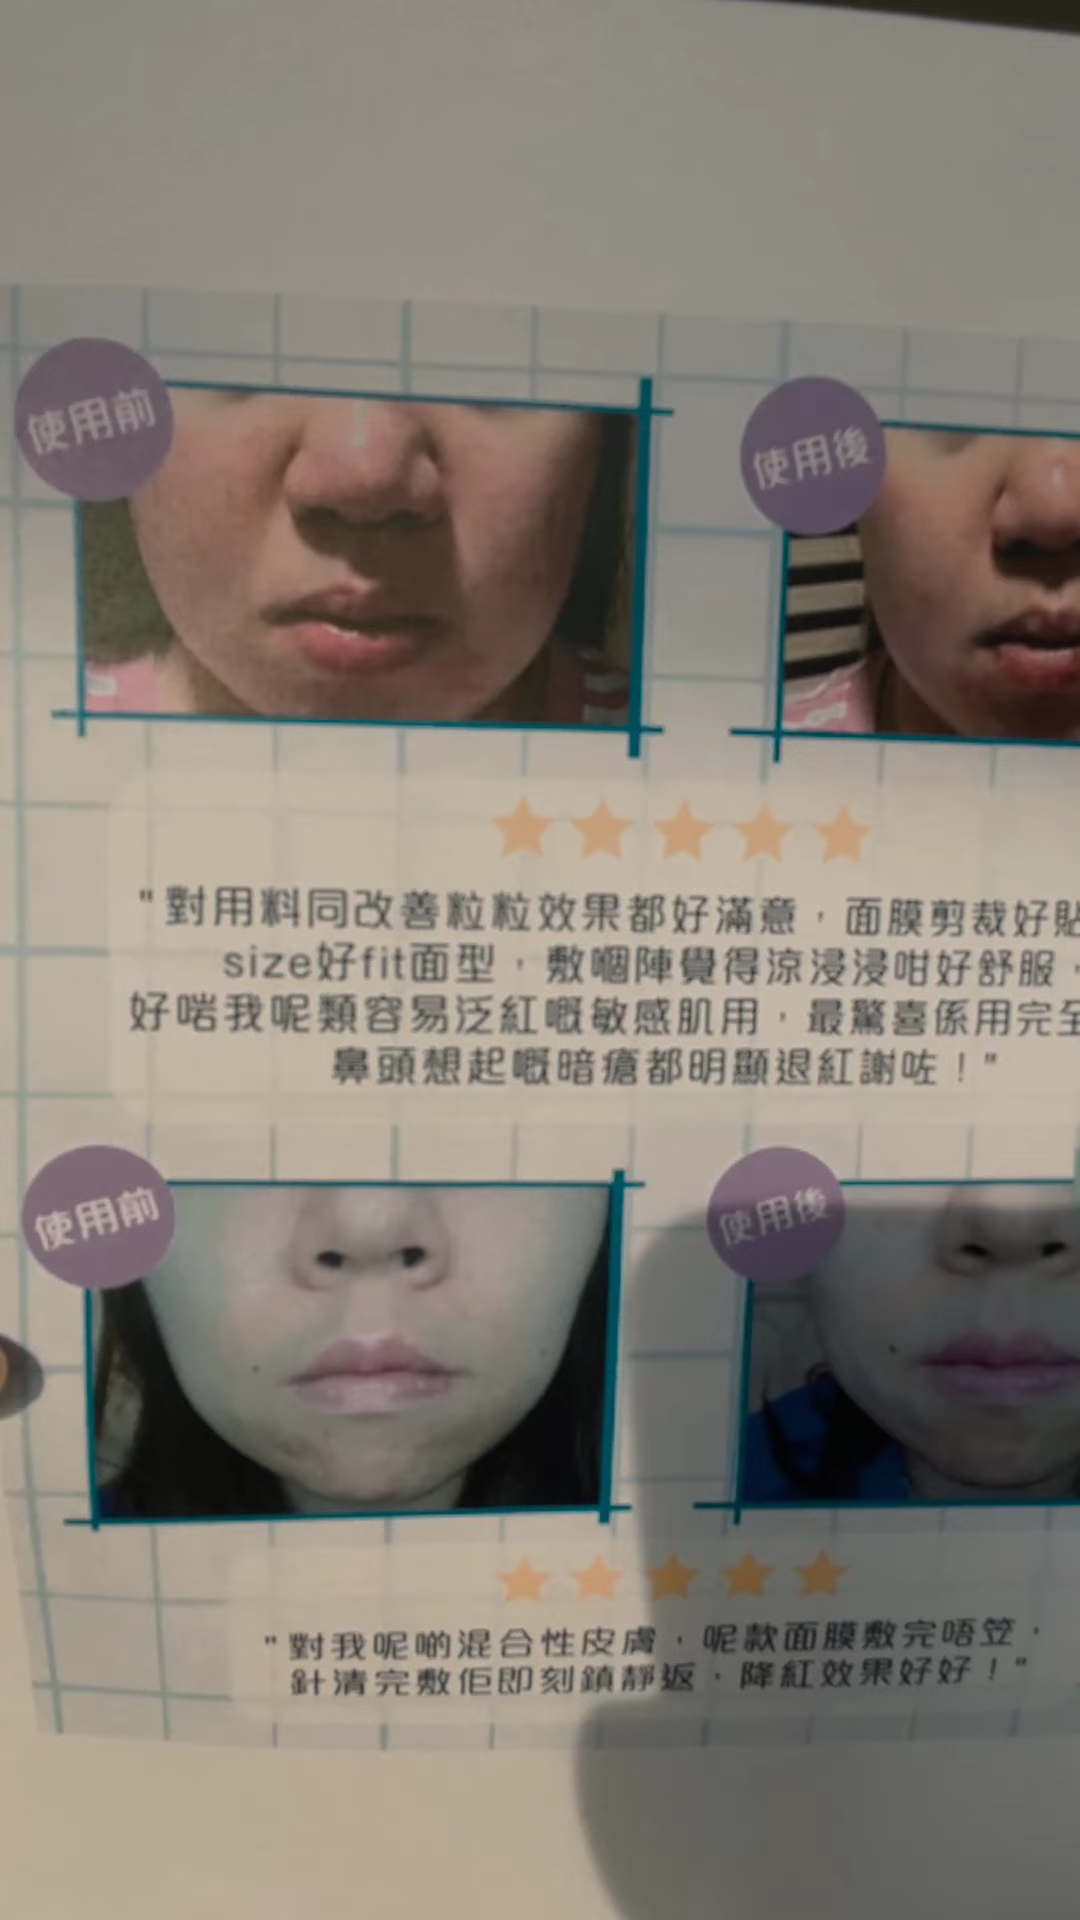 使用前
使用後
"對用料同改善粒粒效果都好滿意，面膜剪裁好貼
size好fit面型，敷嗰陣覺得涼浸浸咁好舒服，
好啱我呢類容易泛紅嘅敏感肌用，最驚喜係用完至
鼻頭想起嘅暗瘡都明顯退紅謝咗！"
使用前
使用後
"對我呢啲混合性皮膚，呢款面膜敷完唔笠，
針清完敷佢即刻鎮靜返，降紅效果好好！"